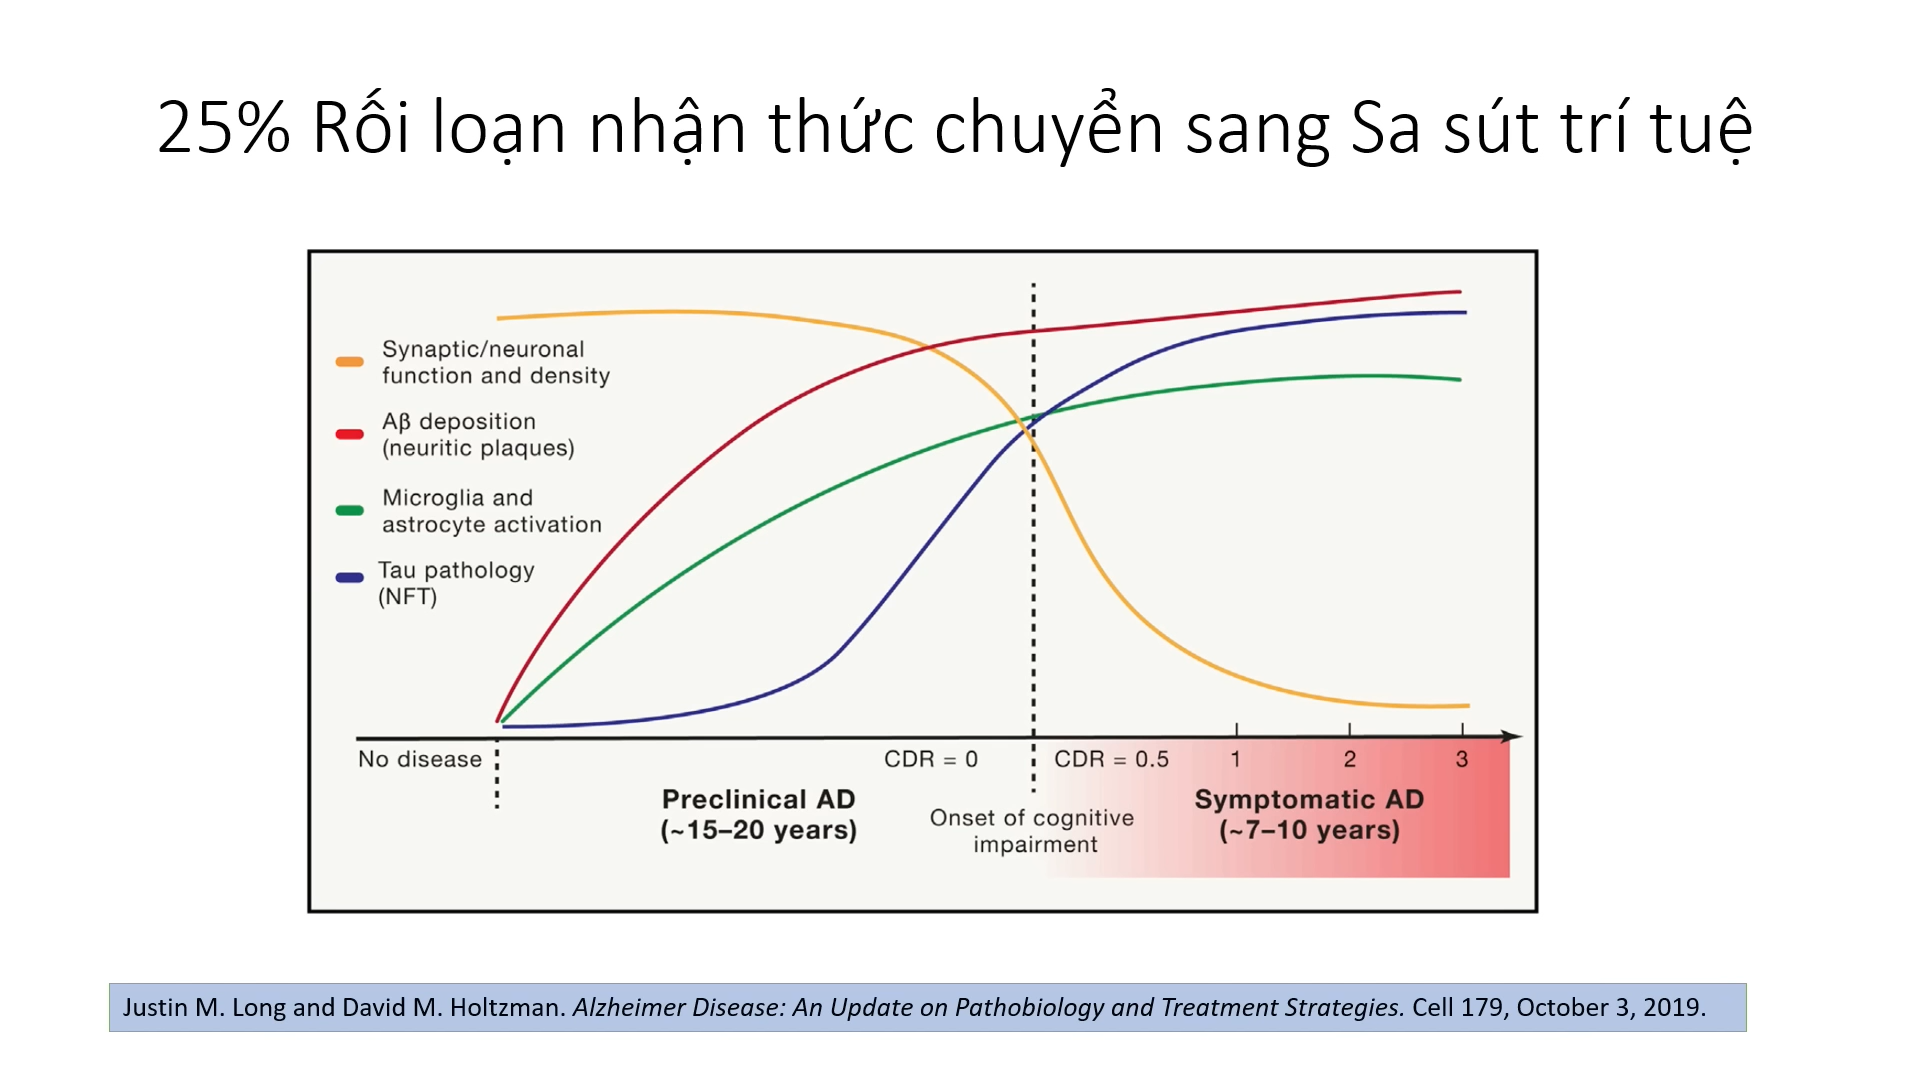 25% Rối loạn nhận thức chuyển sang Sa sút trí tuệ
Synaptic/neuronal
function and density
Aβ deposition
(neuritic plaques)
Microglia and
astrocyte activation
Tau pathology
(NFT)
No disease
CDR = 0
CDR = 0.5
1
2
3
Preclinical AD
(~15–20 years)
Onset of cognitive
impairment
Symptomatic AD
(~7–10 years)
Justin M. Long and David M. Holtzman. Alzheimer Disease: An Update on Pathobiology and Treatment Strategies. Cell 179, October 3, 2019.